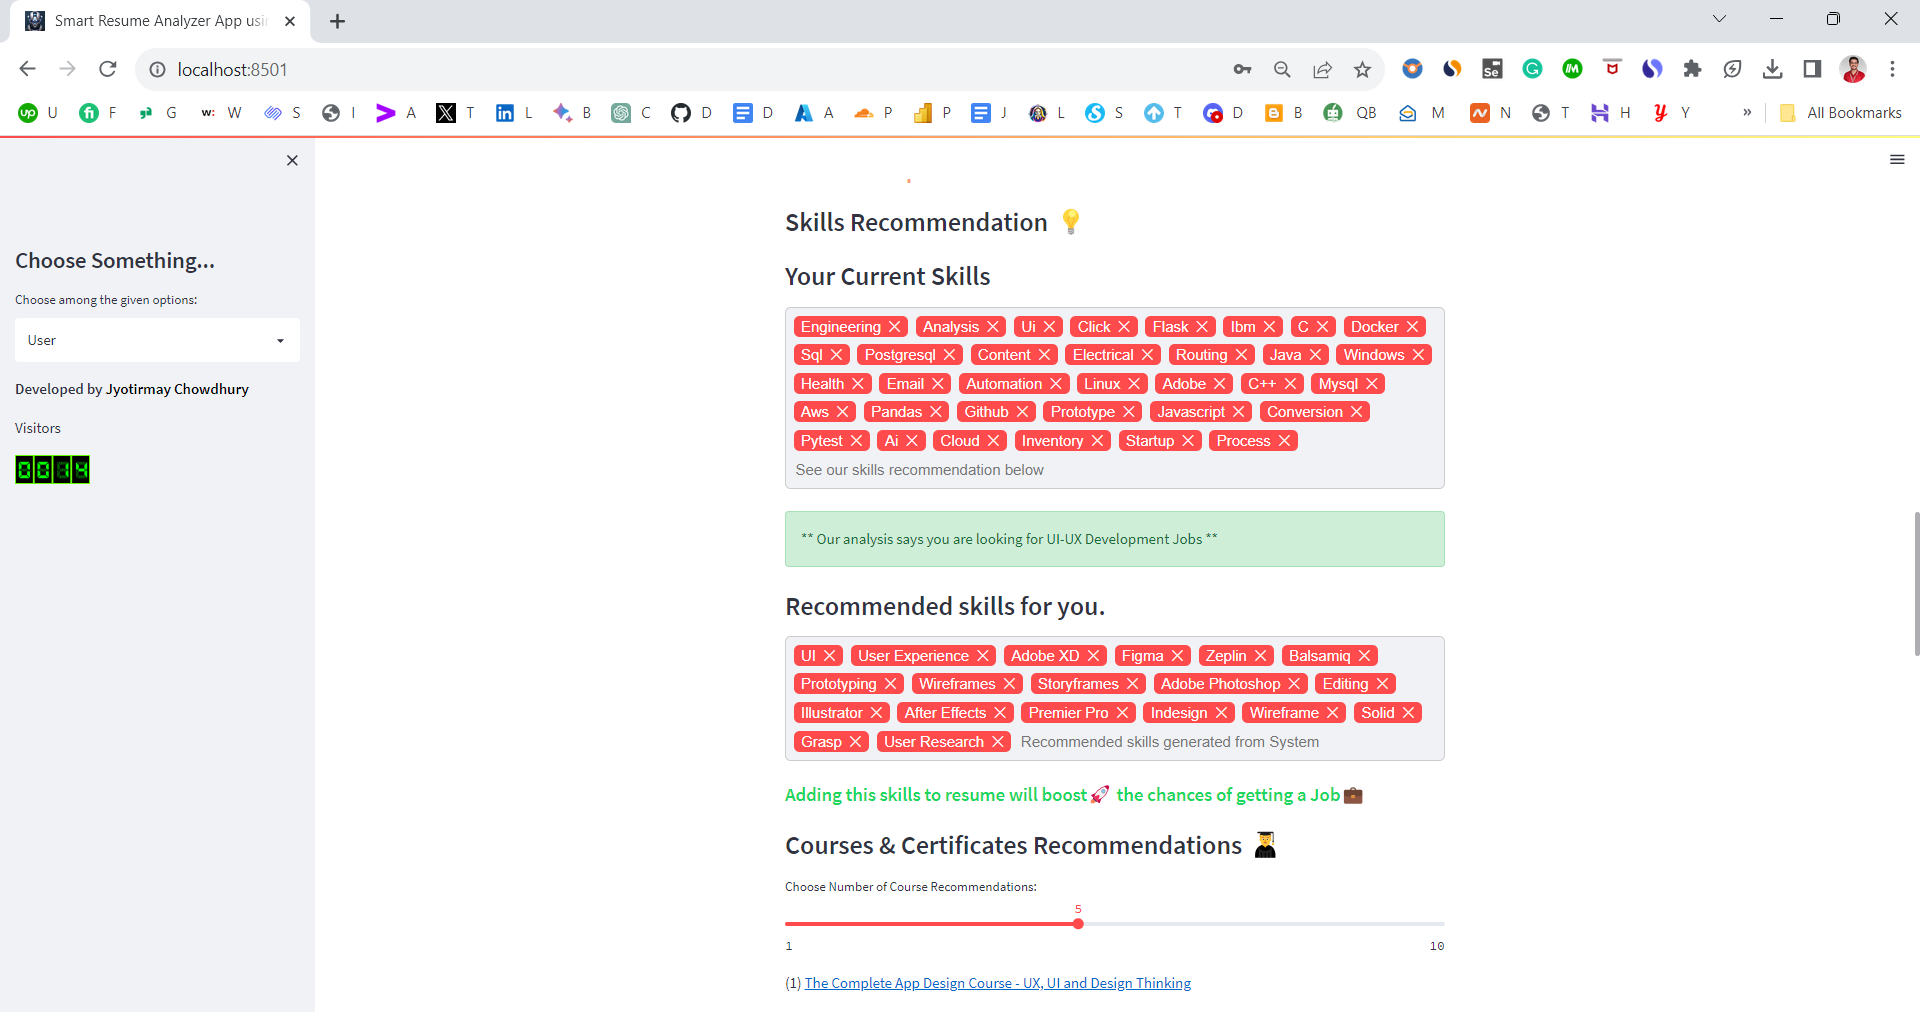 Smart Resume Analyzer App usi
localhost:8501
U F G W S I A T L B C D D A P P J L S T D B QB M N T H Y » All Bookmarks
Choose Something...
Choose among the given options:
User
Developed by Jyotirmay Chowdhury
Visitors
0014
Skills Recommendation
Your Current Skills
Engineering Analysis Ui Click Flask Ibm C Docker
Sql Postgresql Content Electrical Routing Java Windows
Health Email Automation Linux Adobe C++ Mysql
Aws Pandas Github Prototype Javascript Conversion
Pytest Ai Cloud Inventory Startup Process
See our skills recommendation below
** Our analysis says you are looking for UI-UX Development Jobs **
Recommended skills for you.
UI User Experience Adobe XD Figma Zeplin Balsamiq
Prototyping Wireframes Storyframes Adobe Photoshop Editing
Illustrator After Effects Premier Pro Indesign Wireframe Solid
Grasp User Research Recommended skills generated from System
Adding this skills to resume will boost the chances of getting a Job
Courses & Certificates Recommendations
Choose Number of Course Recommendations:
5
1 10
(1) The Complete App Design Course - UX, UI and Design Thinking